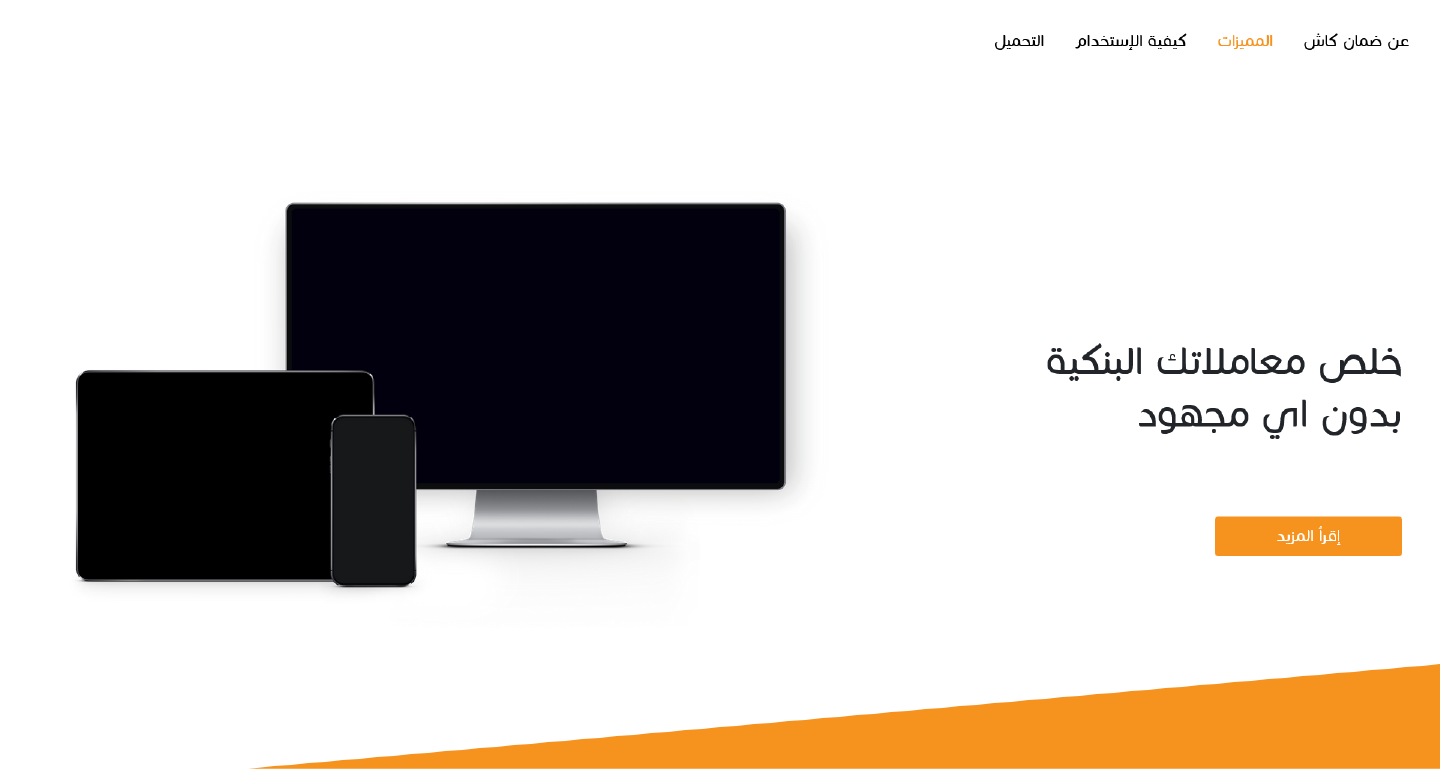 عن ضمان كاش
المميزات
كيفية الإستخدام
التحميل
خلص معاملاتك البنكية
بدون اي مجهود
إقرأ المزيد